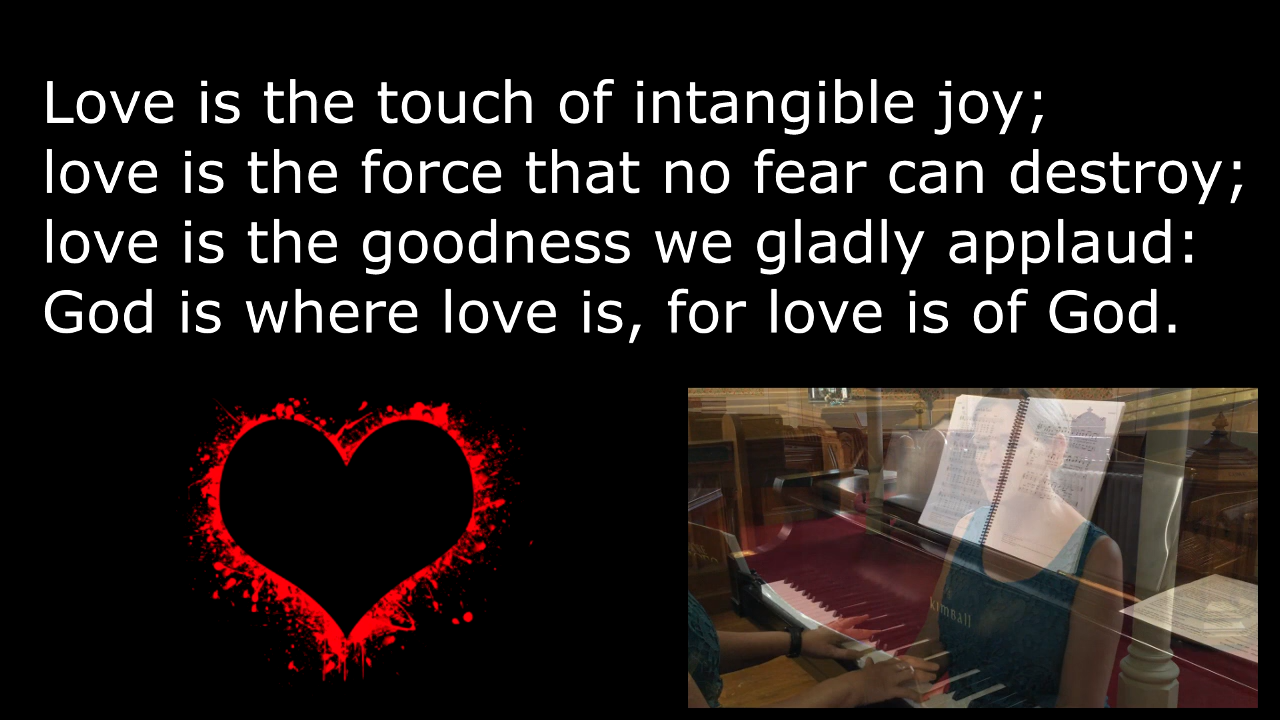 Love is the touch of intangible joy;
love is the force that no fear can destroy;
love is the goodness we gladly applaud:
God is where love is, for love is of God.
KIMBALL